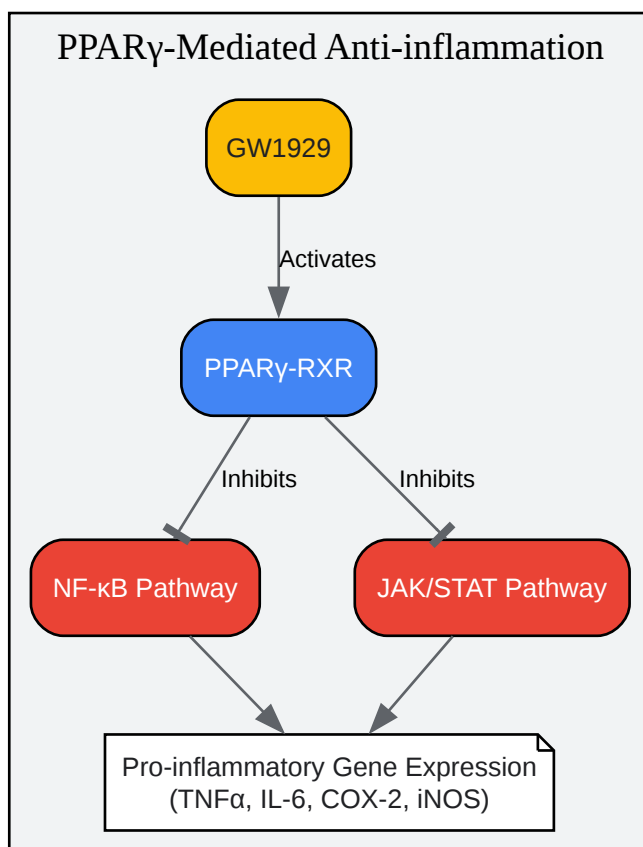 PPARγ-Mediated Anti-inflammation
GW1929
Activates
PPARγ-RXR
Inhibits
Inhibits
NF-κB Pathway
JAK/STAT Pathway
Pro-inflammatory Gene Expression
(TNFα, IL-6, COX-2, iNOS)